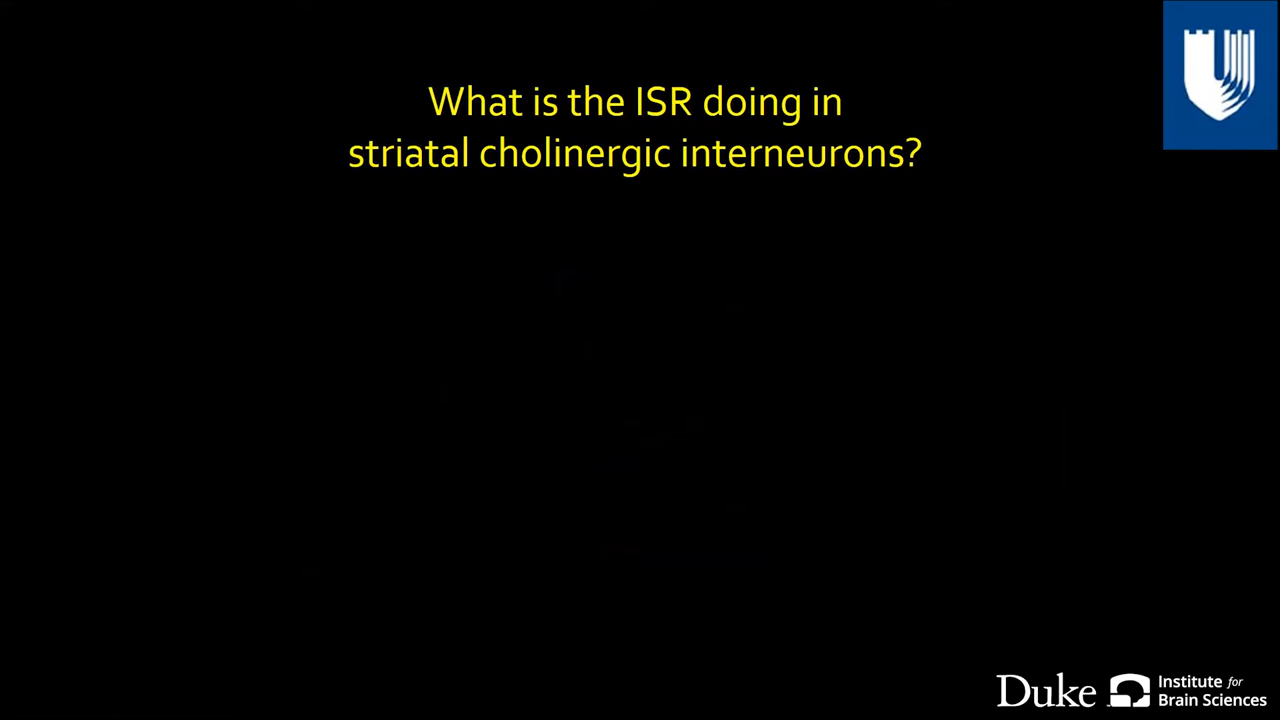 What is the ISR doing in
striatal cholinergic interneurons?
Duke Institute for
Brain Sciences